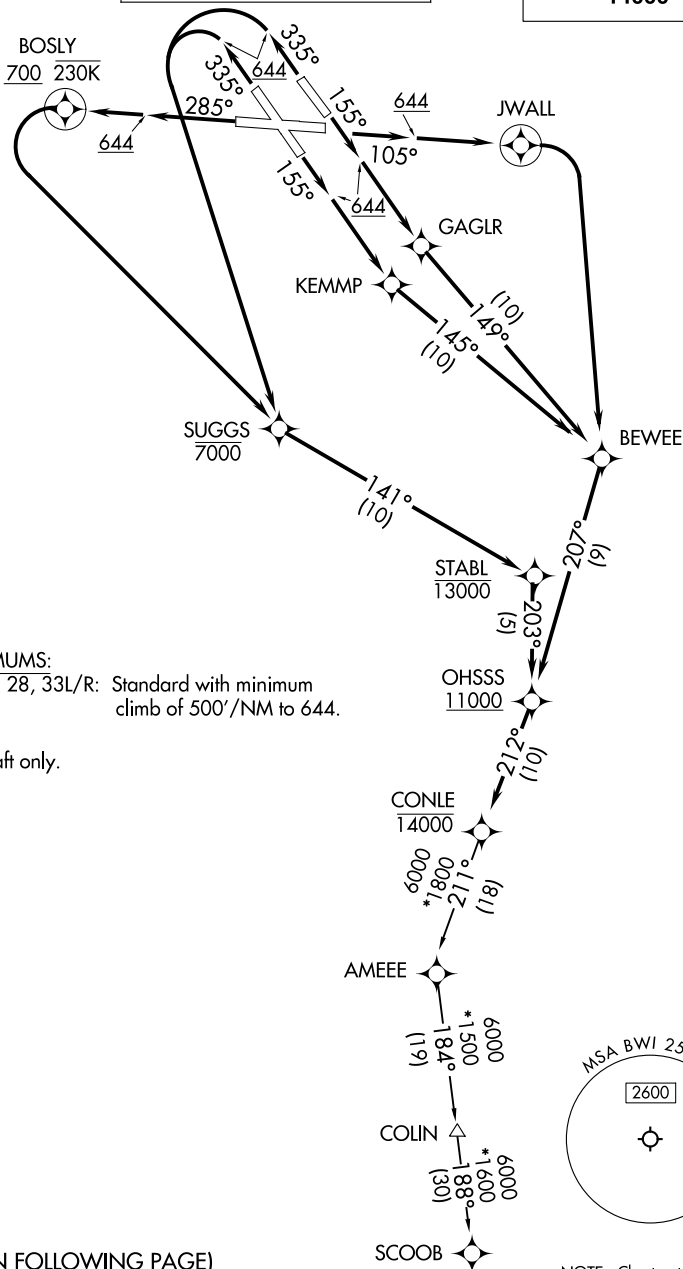 14000
BOSLY
700 230K
335°
644
335°
285°
644
155°
644
JWALL
105°
155°
644
GAGLR
KEMMP
(10)
149°
145°
(10)
SUGGS
7000
BEWEE
141°
(10)
207°
(9)
STABL
13000
203°
(5)
MUMS:
28, 33L/R: Standard with minimum
climb of 500'/NM to 644.
OHSSS
11000
aft only.
212°
(10)
CONLE
14000
6000
*1800
211°
(18)
AMEEE
6000
*1500
184°
(19)
MSA BWI 25
2600
COLIN
6000
*1600
188°
(30)
N FOLLOWING PAGE)
SCOOB